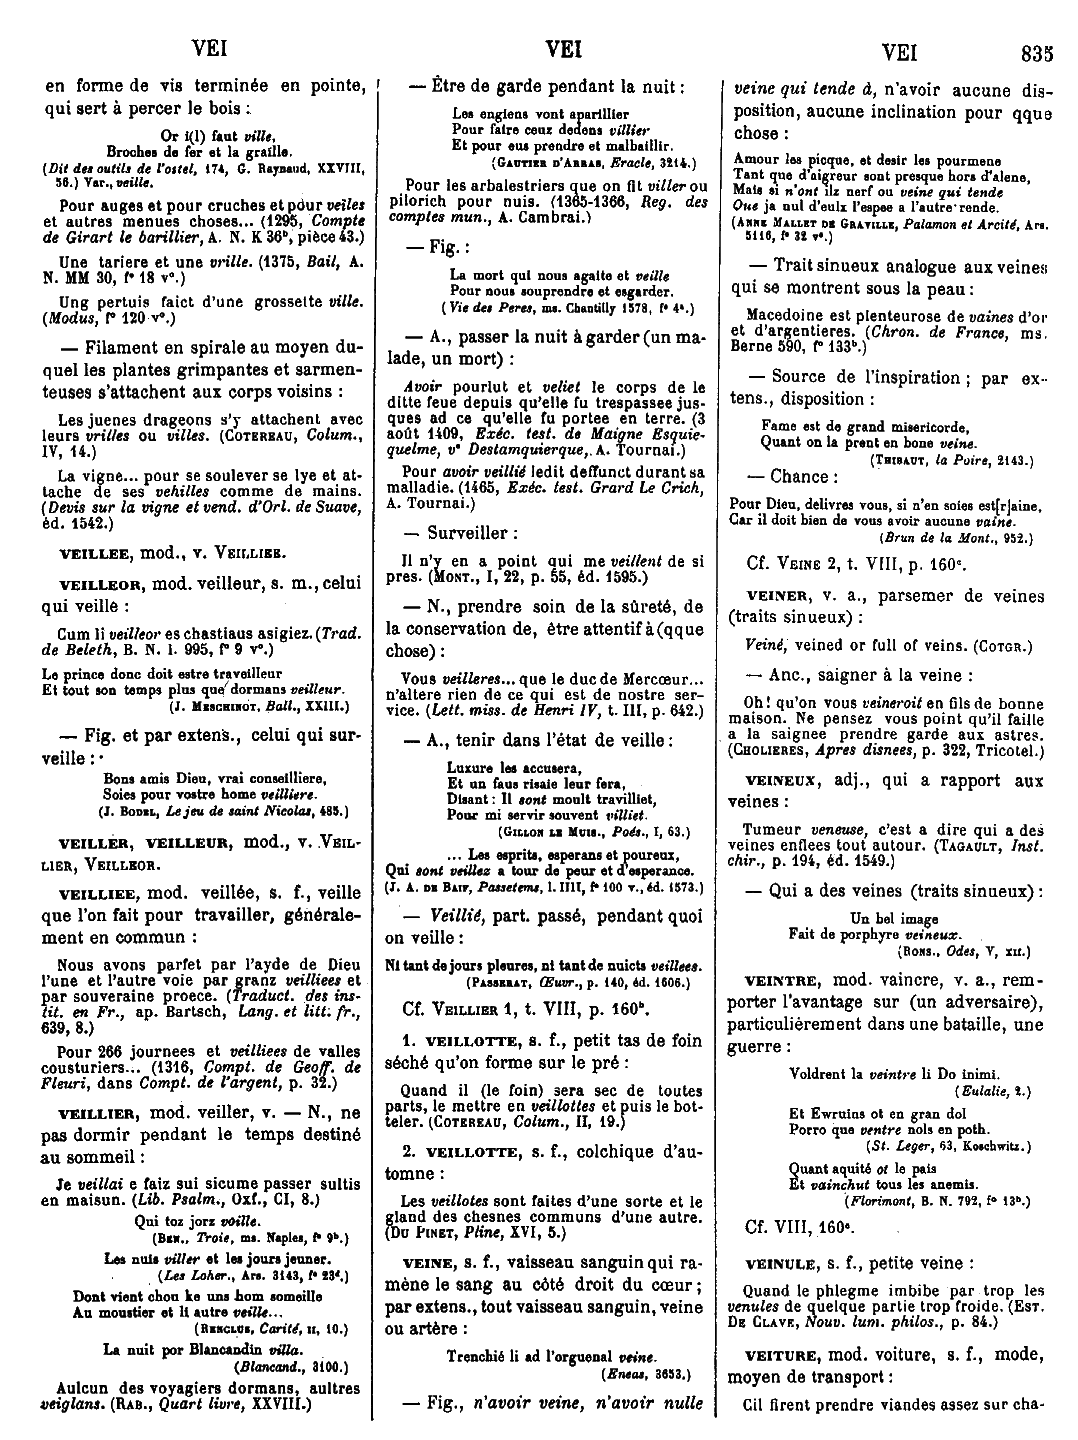 VEI VEI VEI 835
en forme de vis terminée en pointe,
qui sert à percer le bois :
Or i(l) faut ville,
Broches de fer et la graille.
(Dit des outils de l'ostel, 174, G. Raynaud, XXVIII,
56.) Var., veille.
Pour auges et pour cruches et pour veiles
et autres menues choses... (1295, Compte
de Girart le barillier, A. N. K 36ᵇ, pièce 43.)
Une tariere et une vrille. (1375, Bail, A.
N. MM 30, f° 18 v°.)
Ung pertuis faict d'une grosselte ville.
(Modus, f° 120 v°.)
— Filament en spirale au moyen du-
quel les plantes grimpantes et sarmen-
teuses s'attachent aux corps voisins :
Les juenes drageons s'y attachent avec
leurs vrilles ou villes. (COTEREAU, Colum.,
IV, 14.)
La vigne... pour se soulever se lye et at-
tache de ses vehilles comme de mains.
(Devis sur la vigne et vend. d'Orl. de Suave,
éd. 1542.)
VEILLEE, mod., v. VEILLIEE.
VEILLEOR, mod. veilleur, s. m., celui
qui veille :
Cum li veilleor es chastiaus asigiez. (Trad.
de Beleth, B. N. l. 995, f° 9 v°.)
Le prince donc doit estre traveilleur
Et tout son temps plus que dormans veilleur.
(J. MESCHINOT, Ball., XXIII.)
— Fig. et par extens., celui qui sur-
veille :
Bons amis Dieu, vrai conseilliere,
Soies pour vostre home veilliere.
(J. BODEL, Le jeu de saint Nicolas, 485.)
VEILLER, VEILLEUR, mod., v. VEIL-
LIER, VEILLEOR.
VEILLIEE, mod. veillée, s. f., veille
que l'on fait pour travailler, générale-
ment en commun :
Nous avons parfet par l'ayde de Dieu
l'une et l'autre voie par granz veilliees et
par souveraine proece. (Traduct. des ins-
tit. en Fr., ap. Bartsch, Lang. et litt. fr.,
639, 8.)
Pour 266 journees et veilliees de valles
cousturiers... (1316, Compt. de Geoff. de
Fleuri, dans Compt. de l'argent, p. 32.)
VEILLIER, mod. veiller, v. — N., ne
pas dormir pendant le temps destiné
au sommeil :
Je veillai e faiz sui sicume passer sultis
en maisun. (Lib. Psalm., Oxf., CI, 8.)
Qui toz jorz voille.
(BEN., Troie, ms. Naples, f° 9ᵇ.)
Les nuis viller et les jours jeuner.
(Les Loher., Ars. 3143, f° 23ᵈ.)
Dont vient chou ke uns hom someille
Au moustier et li autre veille...
(RENCLUS, Carité, II, 10.)
La nuit por Blancandin villa.
(Blancand., 3100.)
Aulcun des voyagiers dormans, aultres
veiglans. (RAB., Quart livre, XXVIII.)
— Être de garde pendant la nuit :
Les engiens vont aparillier
Pour faire ceux dedens villier
Et pour eus prendre et malbaillir.
(GAUTIER D'ARRAS, Eracle, 3214.)
Pour les arbalestriers que on fit viller ou
pilorich pour nuis. (1365-1366, Reg. des
comptes mun., A. Cambrai.)
— Fig. :
La mort qui nous agaite et veille
Pour nous souprendre et esgarder.
(Vie des Peres, ms. Chantilly 1578, f° 4ᵃ.)
— A., passer la nuit à garder (un ma-
lade, un mort) :
Avoir pourlut et veliet le corps de le
ditte feue depuis qu'elle fu trespassee jus-
ques ad ce qu'elle fu portee en terre. (3
août 1409, Exéc. test. de Maigne Esquie-
quelme, v° Destamquierque, A. Tournai.)
Pour avoir veillié ledit deffunct durant sa
malladie. (1465, Exéc. test. Grard Le Crich,
A. Tournai.)
— Surveiller :
Il n'y en a point qui me veillent de si
pres. (MONT., I, 22, p. 55, éd. 1595.)
— N., prendre soin de la sûreté, de
la conservation de, être attentif à (qque
chose) :
Vous veilleres... que le duc de Mercœur...
n'altere rien de ce qui est de nostre ser-
vice. (Lett. miss. de Henri IV, t. III, p. 642.)
— A., tenir dans l'état de veille :
Luxure les accusera,
Et un faus risaie leur fera,
Disant : Il sont moult travilliet,
Pour mi servir souvent villiet.
(GILLON LE MUIS., Poés., I, 63.)
... Les esprits, esperans et poureux,
Qui sont veillez a tour de peur et d'esperance.
(J. A. DE BAIF, Passetems, l. IIII, f° 100 v., éd. 1573.)
— Veillié, part. passé, pendant quoi
on veille :
Ni tant de jours pleures, ni tant de nuicts veillees.
(PASSERAT, Œuvr., p. 140, éd. 1606.)
Cf. VEILLIER 1, t. VIII, p. 160ᵇ.
1. VEILLOTTE, s. f., petit tas de foin
séché qu'on forme sur le pré :
Quand il (le foin) sera sec de toutes
parts, le mettre en veillottes et puis le bot-
teler. (COTEREAU, Colum., II, 19.)
2. VEILLOTTE, s. f., colchique d'au-
tomne :
Les veillotes sont faites d'une sorte et le
gland des chesnes communs d'une autre.
(DU PINET, Pline, XVI, 5.)
VEINE, s. f., vaisseau sanguin qui ra-
mène le sang au côté droit du cœur ;
par extens., tout vaisseau sanguin, veine
ou artère :
Trenchié li ad l'orguenal veine.
(Eneas, 3653.)
— Fig., n'avoir veine, n'avoir nulle
veine qui tende à, n'avoir aucune dis-
position, aucune inclination pour qque
chose :
Amour les picque, et desir les pourmene
Tant que d'aigreur sont presque hors d'alene,
Mais si n'ont ilz nerf ou veine qui tende
Que ja nul d'eulx l'espee a l'autre rende.
(ANNE MALLET DE GRAVILLE, Palamon et Arcité, Ars.
5116, f° 32 v°.)
— Trait sinueux analogue aux veines
qui se montrent sous la peau :
Macedoine est plenteurose de vaines d'or
et d'argentieres. (Chron. de France, ms.
Berne 590, f° 133ᵇ.)
— Source de l'inspiration ; par ex-
tens., disposition :
Fame est de grand misericorde,
Quant on la prent en bone veine.
(THIBAUT, la Poire, 2143.)
— Chance :
Pour Dieu, delivres vous, si n'en soies est[r]aine,
Car il doit bien de vous avoir aucune vaine.
(Brun de la Mont., 952.)
Cf. VEINE 2, t. VIII, p. 160ᶜ.
VEINER, v. a., parsemer de veines
(traits sinueux) :
Veiné, veined or full of veins. (COTGR.)
— Anc., saigner à la veine :
Oh! qu'on vous veineroit en fils de bonne
maison. Ne pensez vous point qu'il faille
a la saignee prendre garde aux astres.
(CHOLIERES, Apres disnees, p. 322, Tricotel.)
VEINEUX, adj., qui a rapport aux
veines :
Tumeur veneuse, c'est a dire qui a des
veines enflees tout autour. (TAGAULT, Inst.
chir., p. 194, éd. 1549.)
— Qui a des veines (traits sinueux) :
Un bel image
Fait de porphyre veineux.
(RONS., Odes, V, XII.)
VEINTRE, mod. vaincre, v. a., rem-
porter l'avantage sur (un adversaire),
particulièrement dans une bataille, une
guerre :
Voldrent la veintre li Do inimi.
(Eulalie, 2.)
Et Ewruins ot en gran dol
Porro que ventre nols en poth.
(St. Leger, 63, Koschwitz.)
Quant aquité ot le pais
Et vainchut tous les anemis.
(Florimont, B. N. 792, f° 13ᵇ.)
Cf. VIII, 160ᵉ.
VEINULE, s. f., petite veine :
Quand le phlegme imbibe par trop les
venules de quelque partie trop froide. (EST.
DE CLAVE, Nouv. lum. philos., p. 84.)
VEITURE, mod. voiture, s. f., mode,
moyen de transport :
Cil firent prendre viandes assez sur cha-